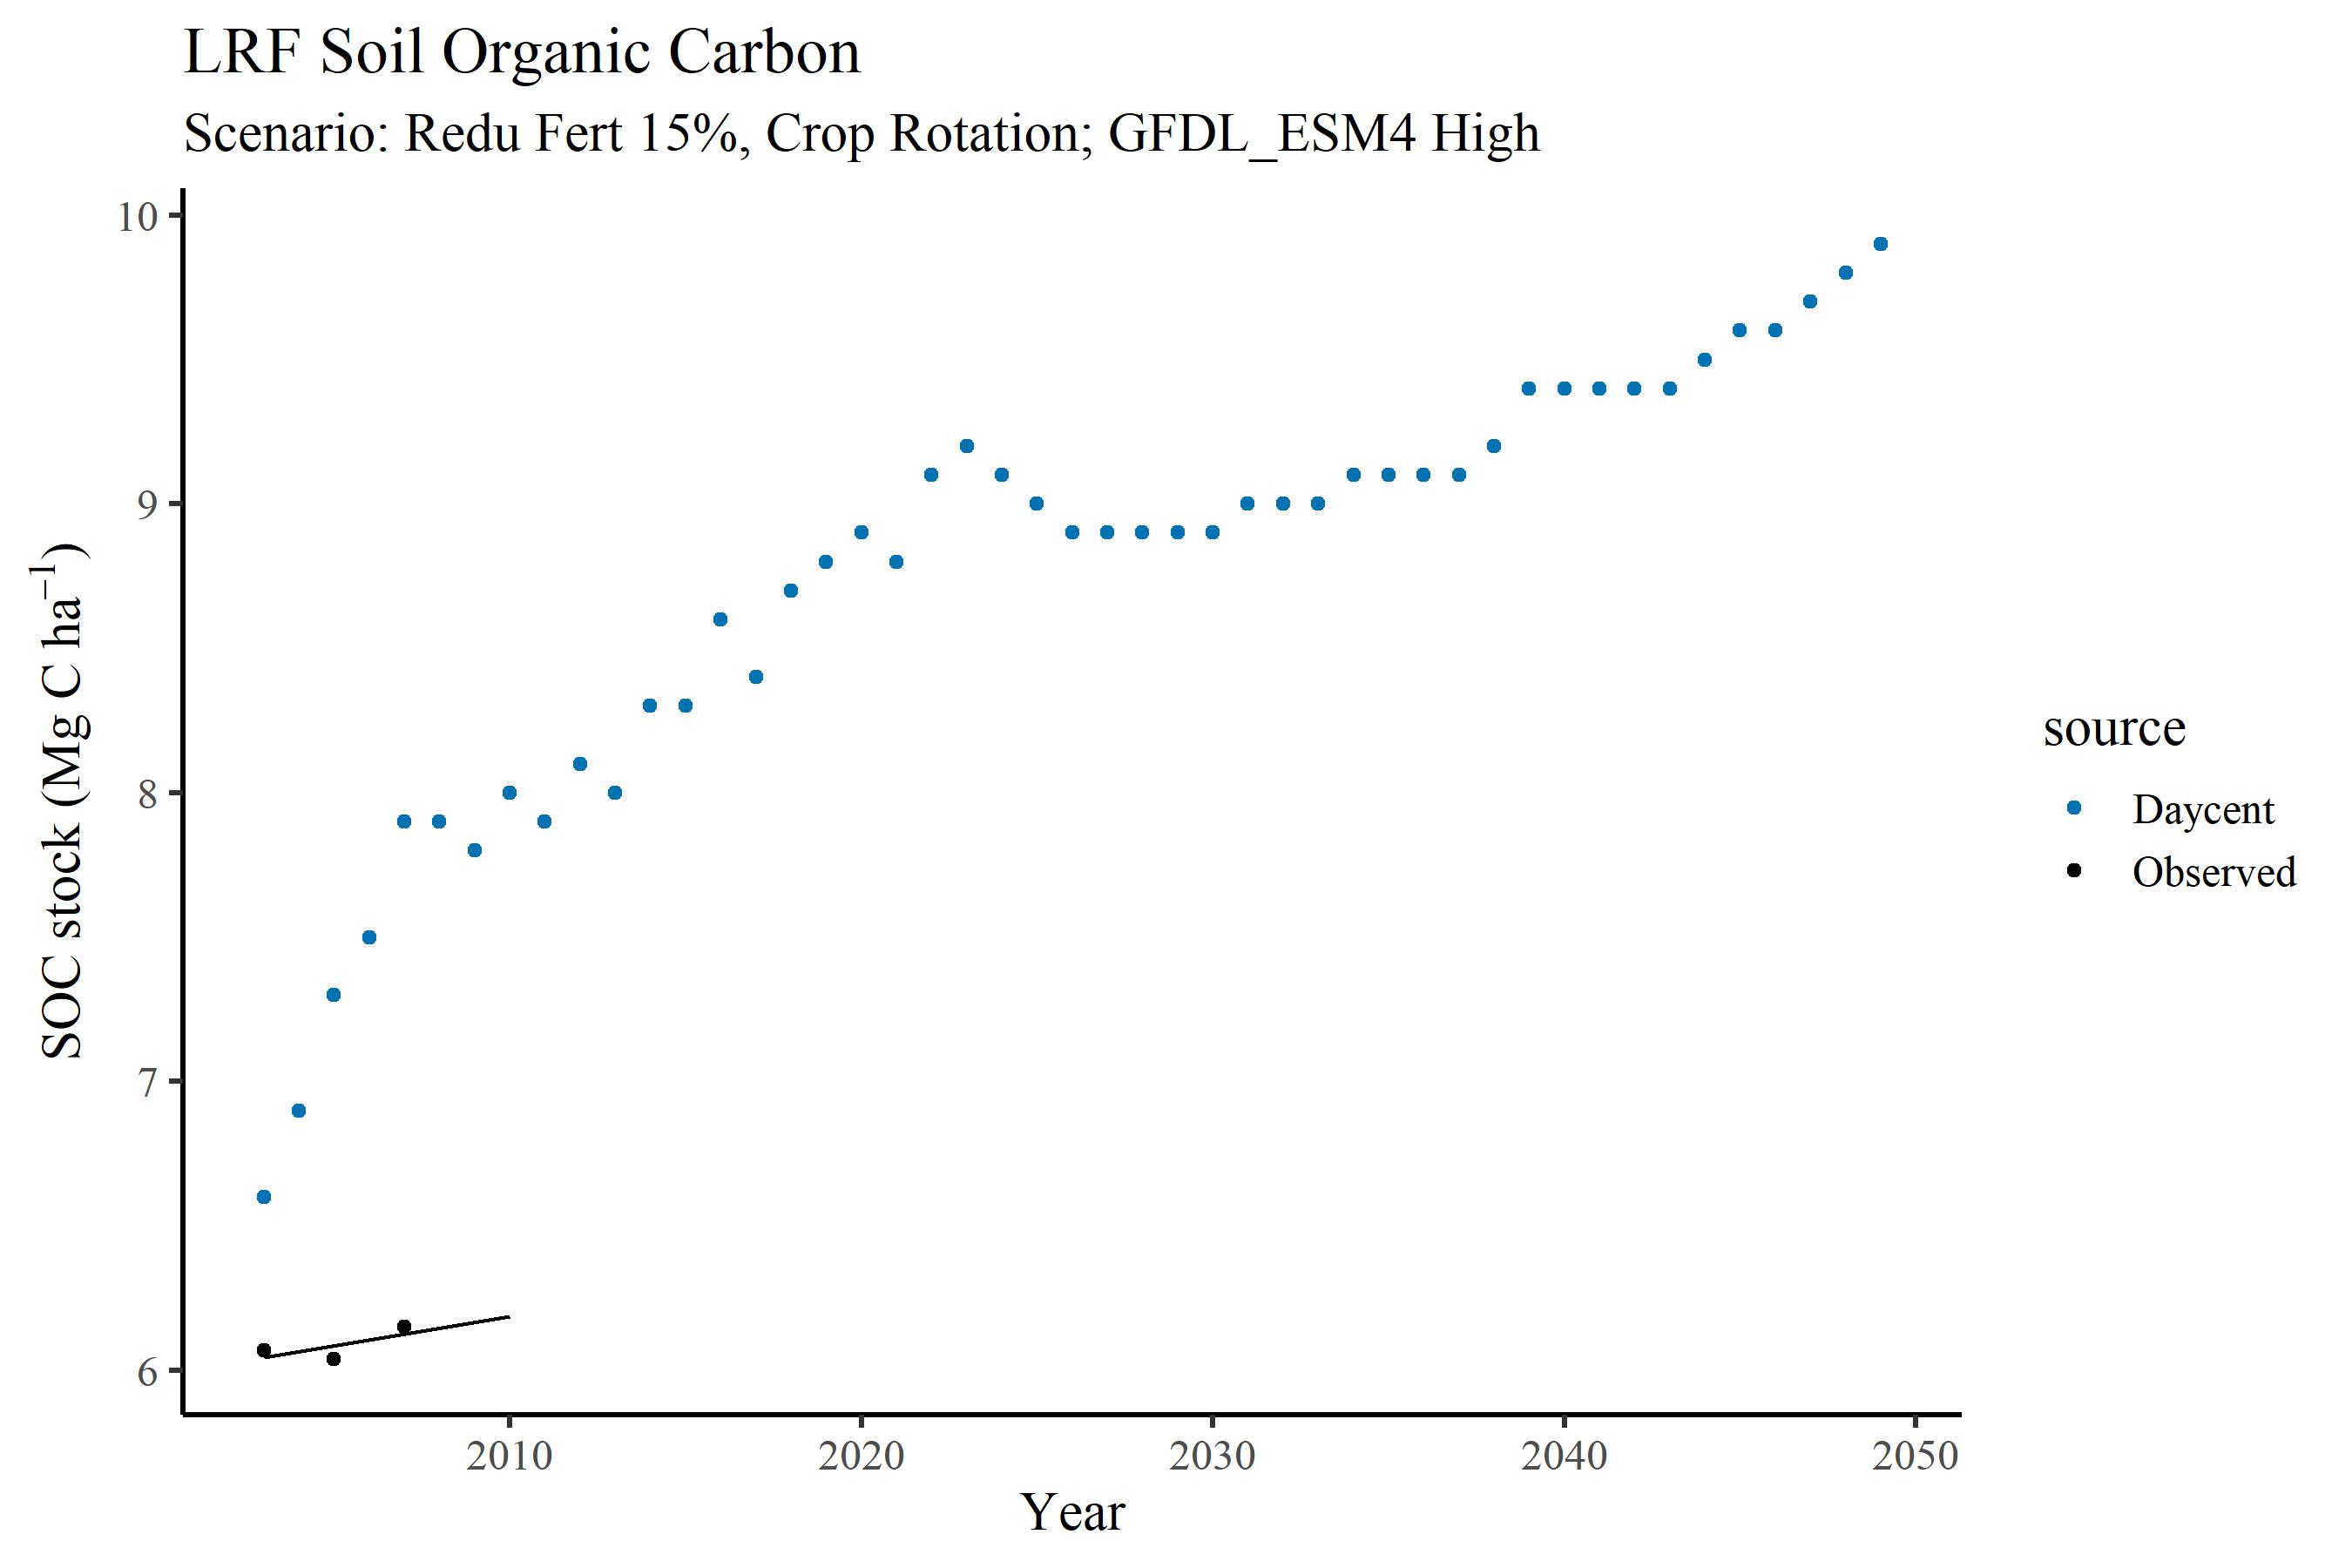 LRF Soil Organic Carbon
Scenario: Redu Fert 15%, Crop Rotation; GFDL_ESM4 High
10
9
8
7
6
SOC stock (Mg C ha⁻¹)
2010 2020 2030 2040 2050
Year
source
Daycent
Observed